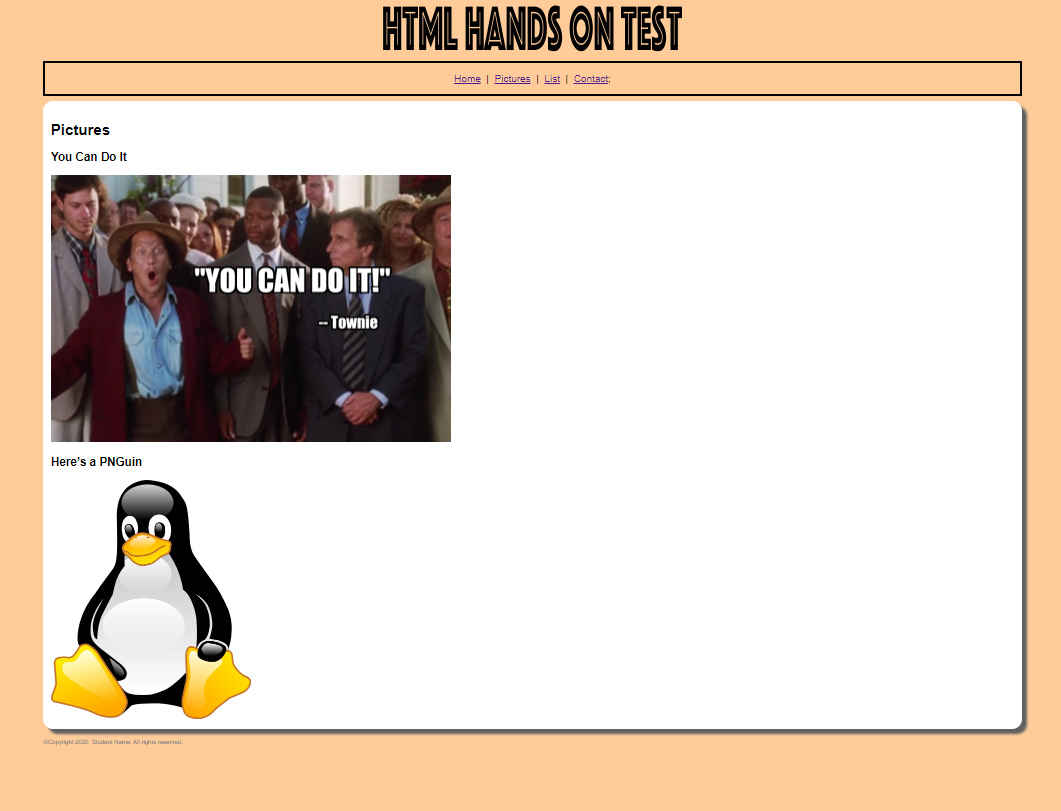 HTML HANDS ON TEST
Home | Pictures | List | Contact;
Pictures
You Can Do It
"YOU CAN DO IT!"
-- Townie
Here's a PNGuin
©Copyright 2020. Student Name. All rights reserved.